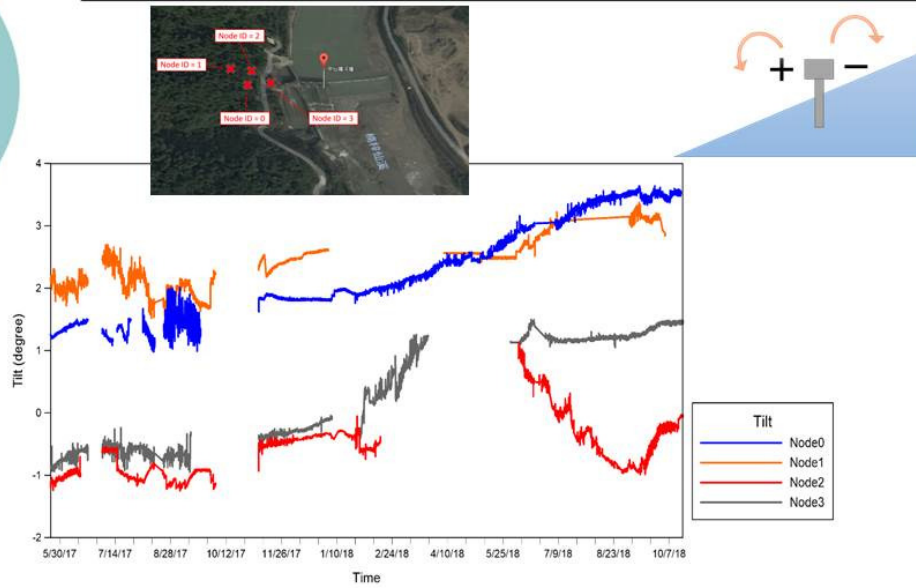 Node ID = 2
Node ID = 1
Node ID = 0
Node ID = 3
+
−
4
3
2
1
0
-1
-2
Tilt (degree)
5/30/17
7/14/17
8/28/17
10/12/17
11/26/17
1/10/18
2/24/18
4/10/18
5/25/18
7/9/18
8/23/18
10/7/18
Time
Tilt
Node0
Node1
Node2
Node3